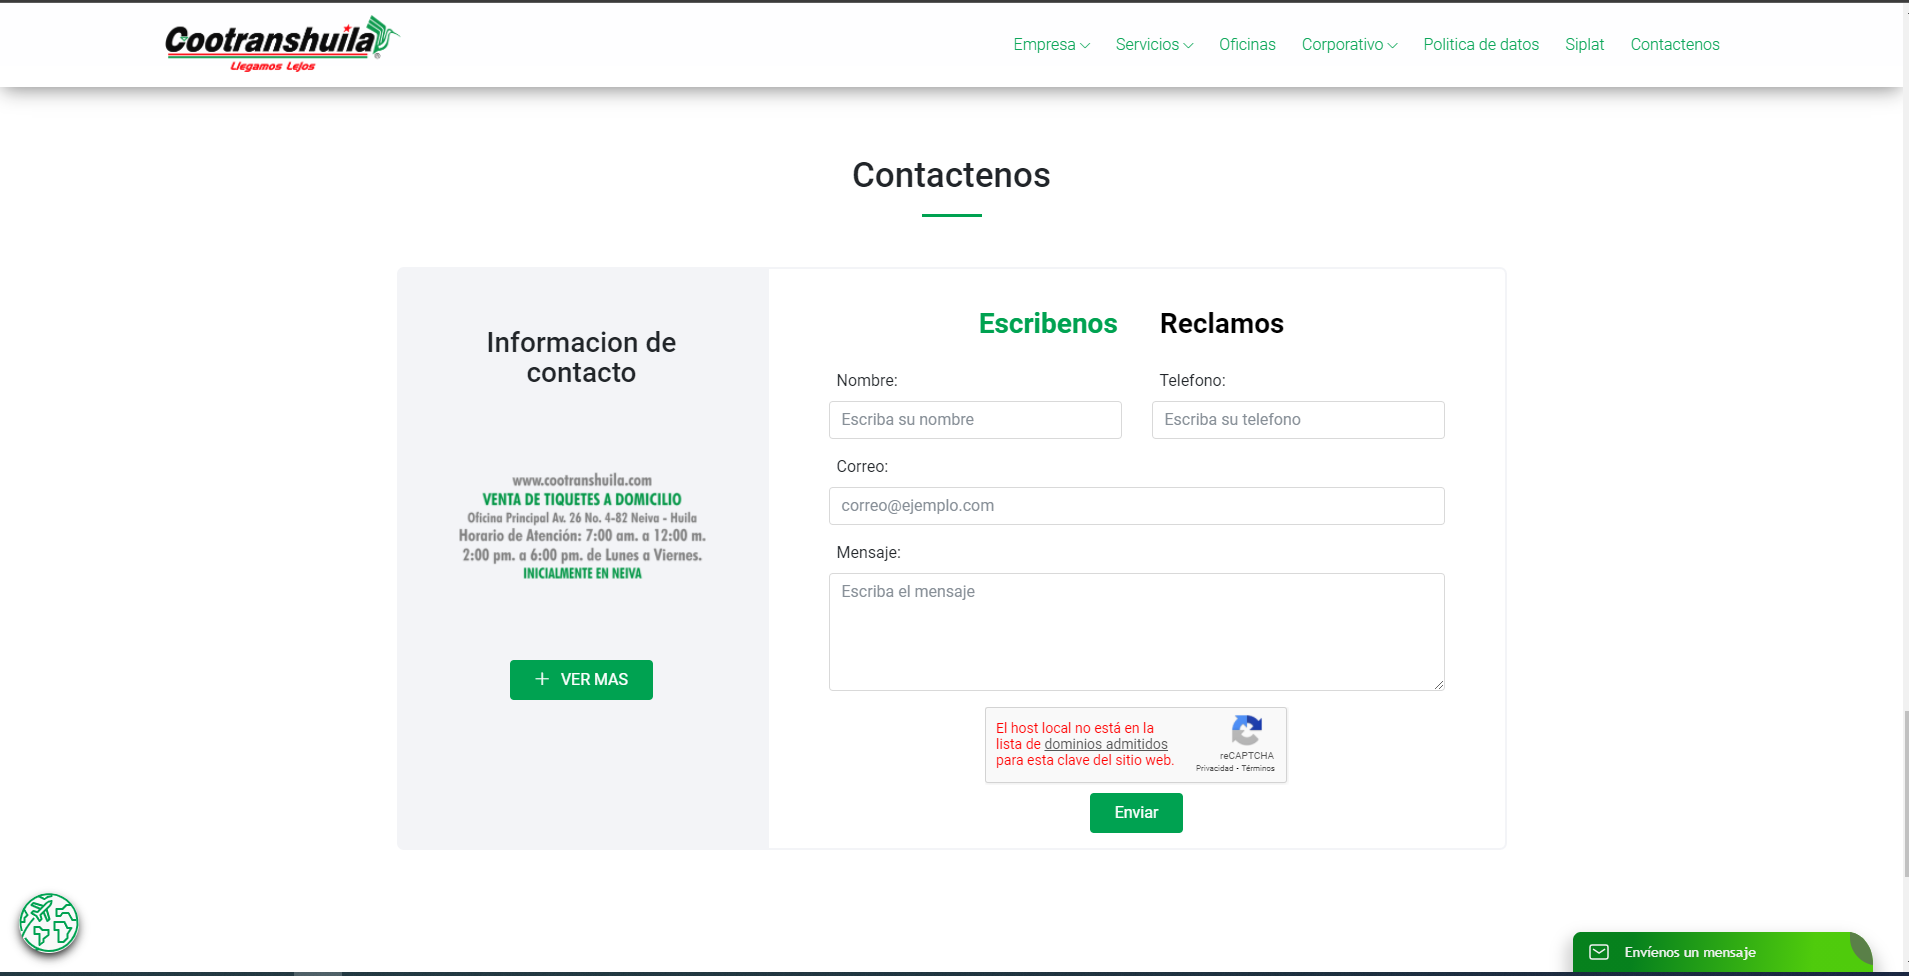 Cootranshuila
Llegamos Lejos
Empresa
Servicios
Oficinas
Corporativo
Politica de datos
Siplat
Contactenos
Contactenos
Informacion de
contacto
www.cootranshuila.com
VENTA DE TIQUETES A DOMICILIO
Oficina Principal Av. 26 No. 4-82 Neiva - Huila
Horario de Atención: 7:00 am. a 12:00 m.
2:00 pm. a 6:00 pm. de Lunes a Viernes.
INICIALMENTE EN NEIVA
VER MAS
Escribenos
Reclamos
Nombre:
Escriba su nombre
Telefono:
Escriba su telefono
Correo:
correo@ejemplo.com
Mensaje:
Escriba el mensaje
El host local no está en la
lista de dominios admitidos
para esta clave del sitio web.
reCAPTCHA
Privacidad - Términos
Enviar
Envíenos un mensaje